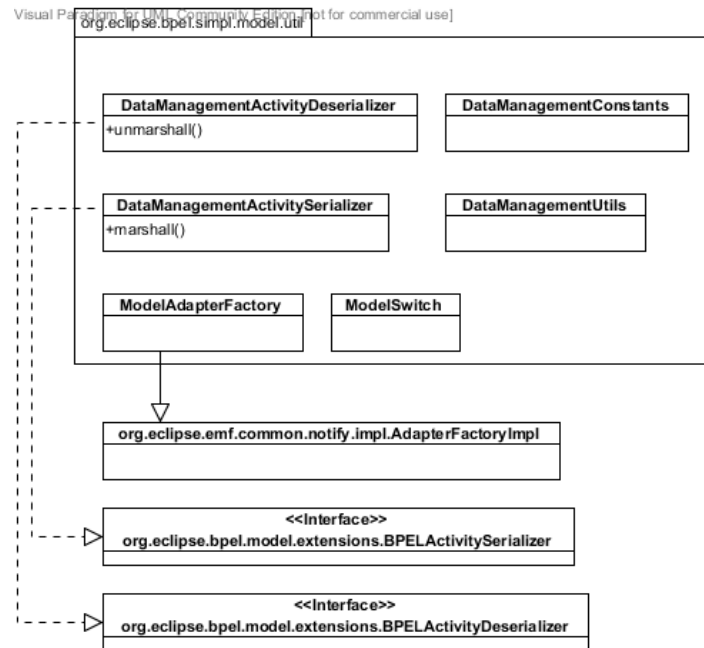 Visual Paradigm for UML Community Edition [not for commercial use]
org.eclipse.bpel.simpl.model.util
DataManagementActivityDeserializer
+unmarshall()
DataManagementConstants
DataManagementActivitySerializer
+marshall()
DataManagementUtils
ModelAdapterFactory
ModelSwitch
org.eclipse.emf.common.notify.impl.AdapterFactoryImpl
<<Interface>>
org.eclipse.bpel.model.extensions.BPELActivitySerializer
<<Interface>>
org.eclipse.bpel.model.extensions.BPELActivityDeserializer